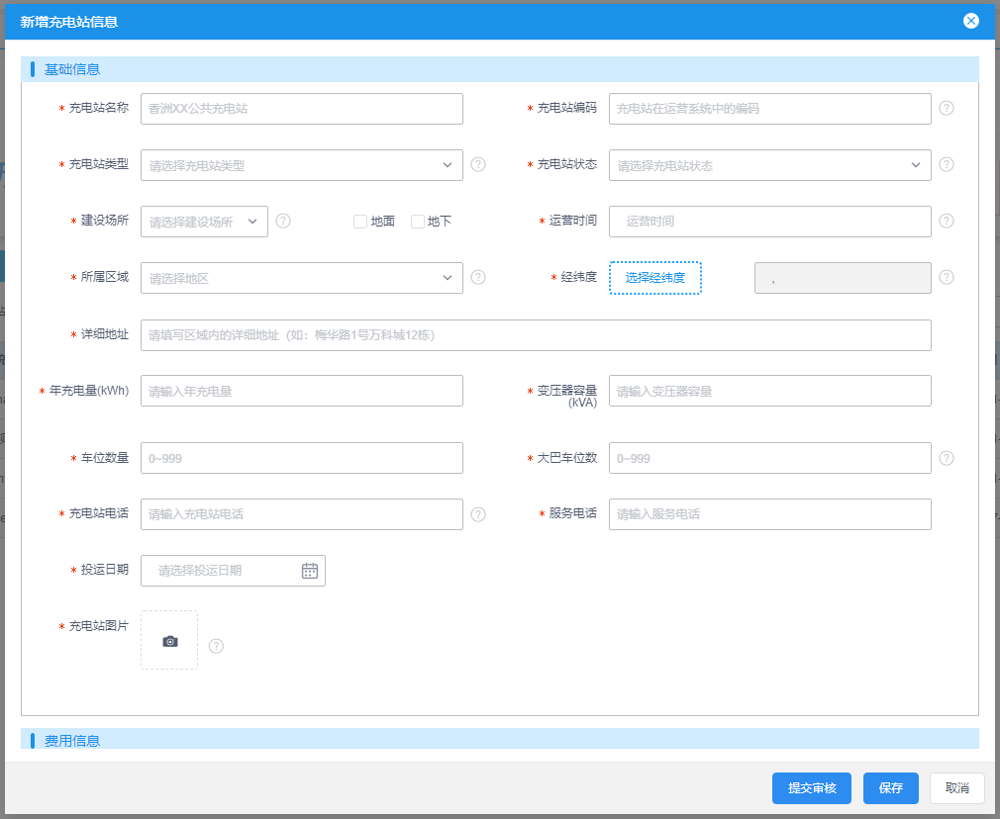 新增充电站信息
基础信息
* 充电站名称 香洲XX公共充电站 * 充电站编码 充电站在运营系统中的编码 ?
* 充电站类型 请选择充电站类型 ? * 充电站状态 请选择充电站状态 ?
* 建设场所 请选择建设场所 ? 地面 地下 * 运营时间 运营时间 ?
* 所属区域 请选择地区 ? * 经纬度 选择经纬度 , ?
* 详细地址 请填写区域内的详细地址（如：梅华路1号万科城12栋）
* 年充电量(kWh) 请输入年充电量 * 变压器容量 请输入变压器容量
(kVA)
* 车位数量 0~999 * 大巴车位数 0~999 ?
* 充电站电话 请输入充电站电话 ? * 服务电话 请输入服务电话
* 投运日期 请选择投运日期
* 充电站图片 ?
费用信息
提交审核 保存 取消